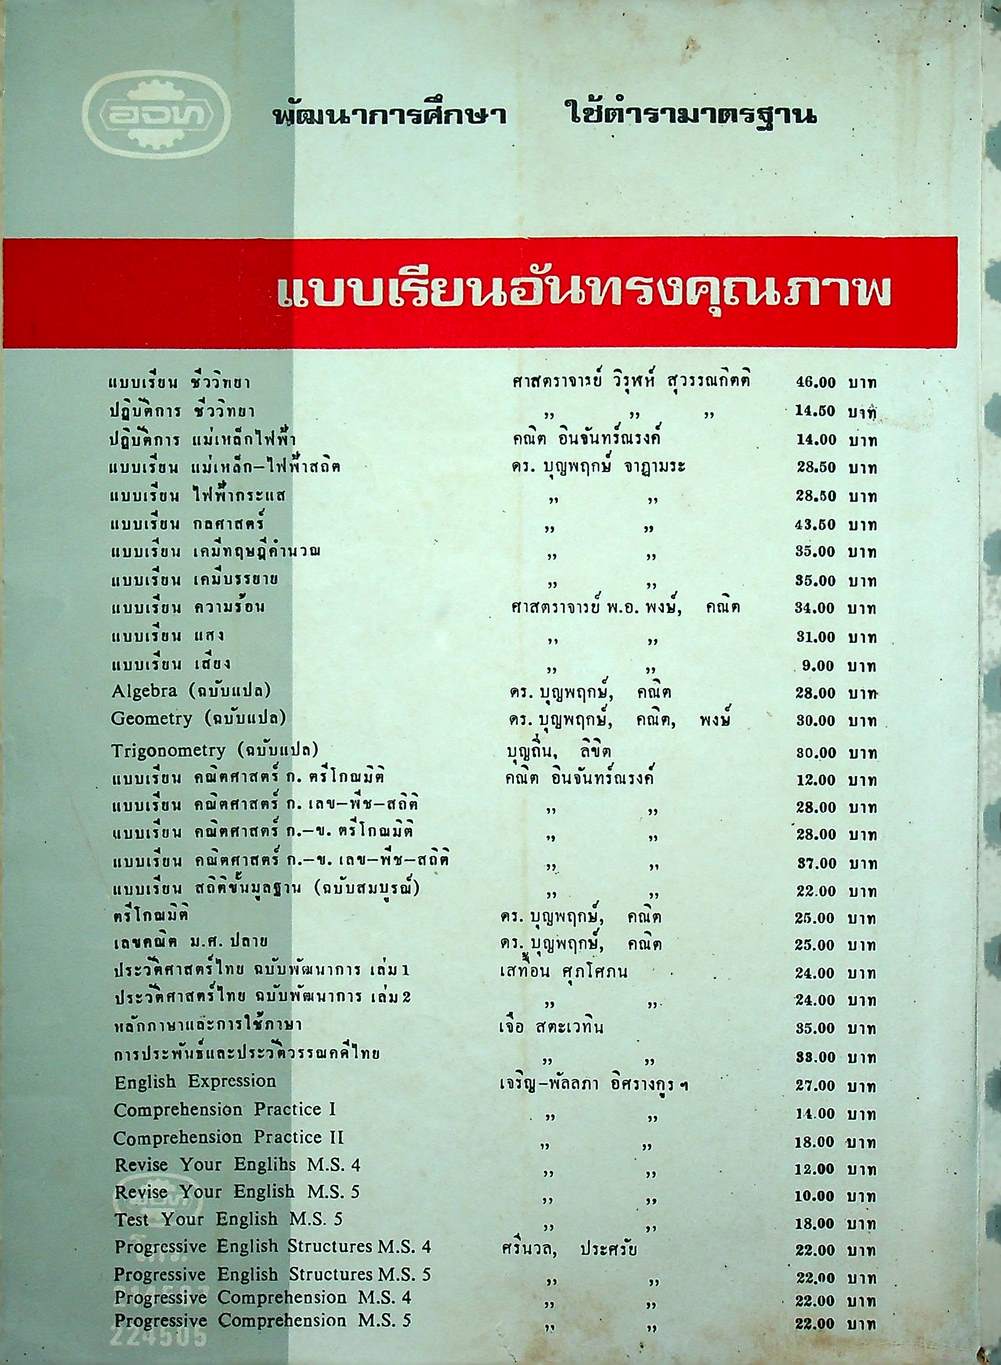 อวท
พัฒนาการศึกษา ใช้ตำรามาตรฐาน
แบบเรียนอันทรงคุณภาพ
แบบเรียน ชีววิทยา ศาสตราจารย์ วิรุฬห์ สุวรรณกิตติ 46.00 บาท
ปฏิบัติการ ชีววิทยา ,, ,, ,, 14.50 บาท
ปฏิบัติการ แม่เหล็กไฟฟ้า คณิต อินจันทร์ณรงค์ 14.00 บาท
แบบเรียน แม่เหล็ก-ไฟฟ้าสถิต ดร. บุญพฤกษ์ จาฏามระ 28.50 บาท
แบบเรียน ไฟฟ้ากระแส ,, ,, 28.50 บาท
แบบเรียน กลศาสตร์ ,, ,, 43.50 บาท
แบบเรียน เคมีทฤษฎีคำนวณ ,, ,, 35.00 บาท
แบบเรียน เคมีบรรยาย ,, ,, 35.00 บาท
แบบเรียน ความร้อน ศาสตราจารย์ พ.อ. พงษ์, คณิต 34.00 บาท
แบบเรียน แสง ,, ,, 31.00 บาท
แบบเรียน เสียง ,, ,, 9.00 บาท
Algebra (ฉบับแปล) ดร. บุญพฤกษ์, คณิต 28.00 บาท
Geometry (ฉบับแปล) ดร. บุญพฤกษ์, คณิต, พงษ์ 30.00 บาท
Trigonometry (ฉบับแปล) บุญถิ่น, ลิขิต 30.00 บาท
แบบเรียน คณิตศาสตร์ ก. ตรีโกณมิติ คณิต อินจันทร์ณรงค์ 12.00 บาท
แบบเรียน คณิตศาสตร์ ก. เลข-พีช-สถิติ ,, ,, 28.00 บาท
แบบเรียน คณิตศาสตร์ ก.-ข. ตรีโกณมิติ ,, ,, 28.00 บาท
แบบเรียน คณิตศาสตร์ ก.-ข. เลข-พีช-สถิติ ,, ,, 37.00 บาท
แบบเรียน สถิติขั้นมูลฐาน (ฉบับสมบูรณ์) ,, ,, 22.00 บาท
ตรีโกณมิติ ดร. บุญพฤกษ์, คณิต 25.00 บาท
เลขคณิต ม.ศ. ปลาย ดร. บุญพฤกษ์, คณิต 25.00 บาท
ประวัติศาสตร์ไทย ฉบับพัฒนาการ เล่ม 1 เสทื้อน ศุภโศภน 24.00 บาท
ประวัติศาสตร์ไทย ฉบับพัฒนาการ เล่ม 2 ,, ,, 24.00 บาท
หลักภาษาและการใช้ภาษา เจือ สตะเวทิน 35.00 บาท
การประพันธ์และประวัติวรรณคดีไทย ,, ,, 33.00 บาท
English Expression เจริญ-พัลลภา อิศรางกูร ฯ 27.00 บาท
Comprehension Practice I ,, ,, 14.00 บาท
Comprehension Practice II ,, ,, 18.00 บาท
Revise Your Englihs M.S. 4 ,, ,, 12.00 บาท
Revise Your English M.S. 5 ,, ,, 10.00 บาท
Test Your English M.S. 5 ,, ,, 18.00 บาท
Progressive English Structures M.S. 4 ศรีนวล, ประศรัย 22.00 บาท
Progressive English Structures M.S. 5 ,, ,, 22.00 บาท
Progressive Comprehension M.S. 4 ,, ,, 22.00 บาท
Progressive Comprehension M.S. 5 ,, ,, 22.00 บาท
224505